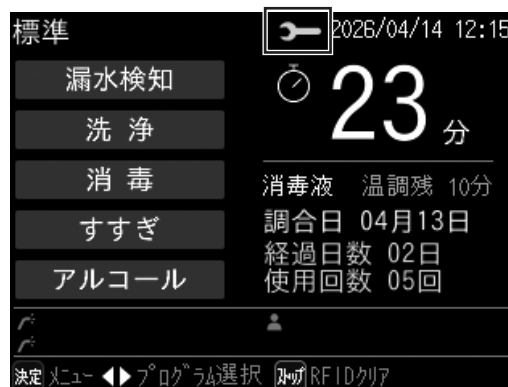 標準
2026/04/14 12:15
漏水検知
洗 浄
消 毒
すすぎ
アルコール
23分
消毒液 温調残 10分
調合日 04月13日
経過日数 02日
使用回数 05回
決定 メニュー ◀▶ プログラム選択 ストップ RFIDクリア